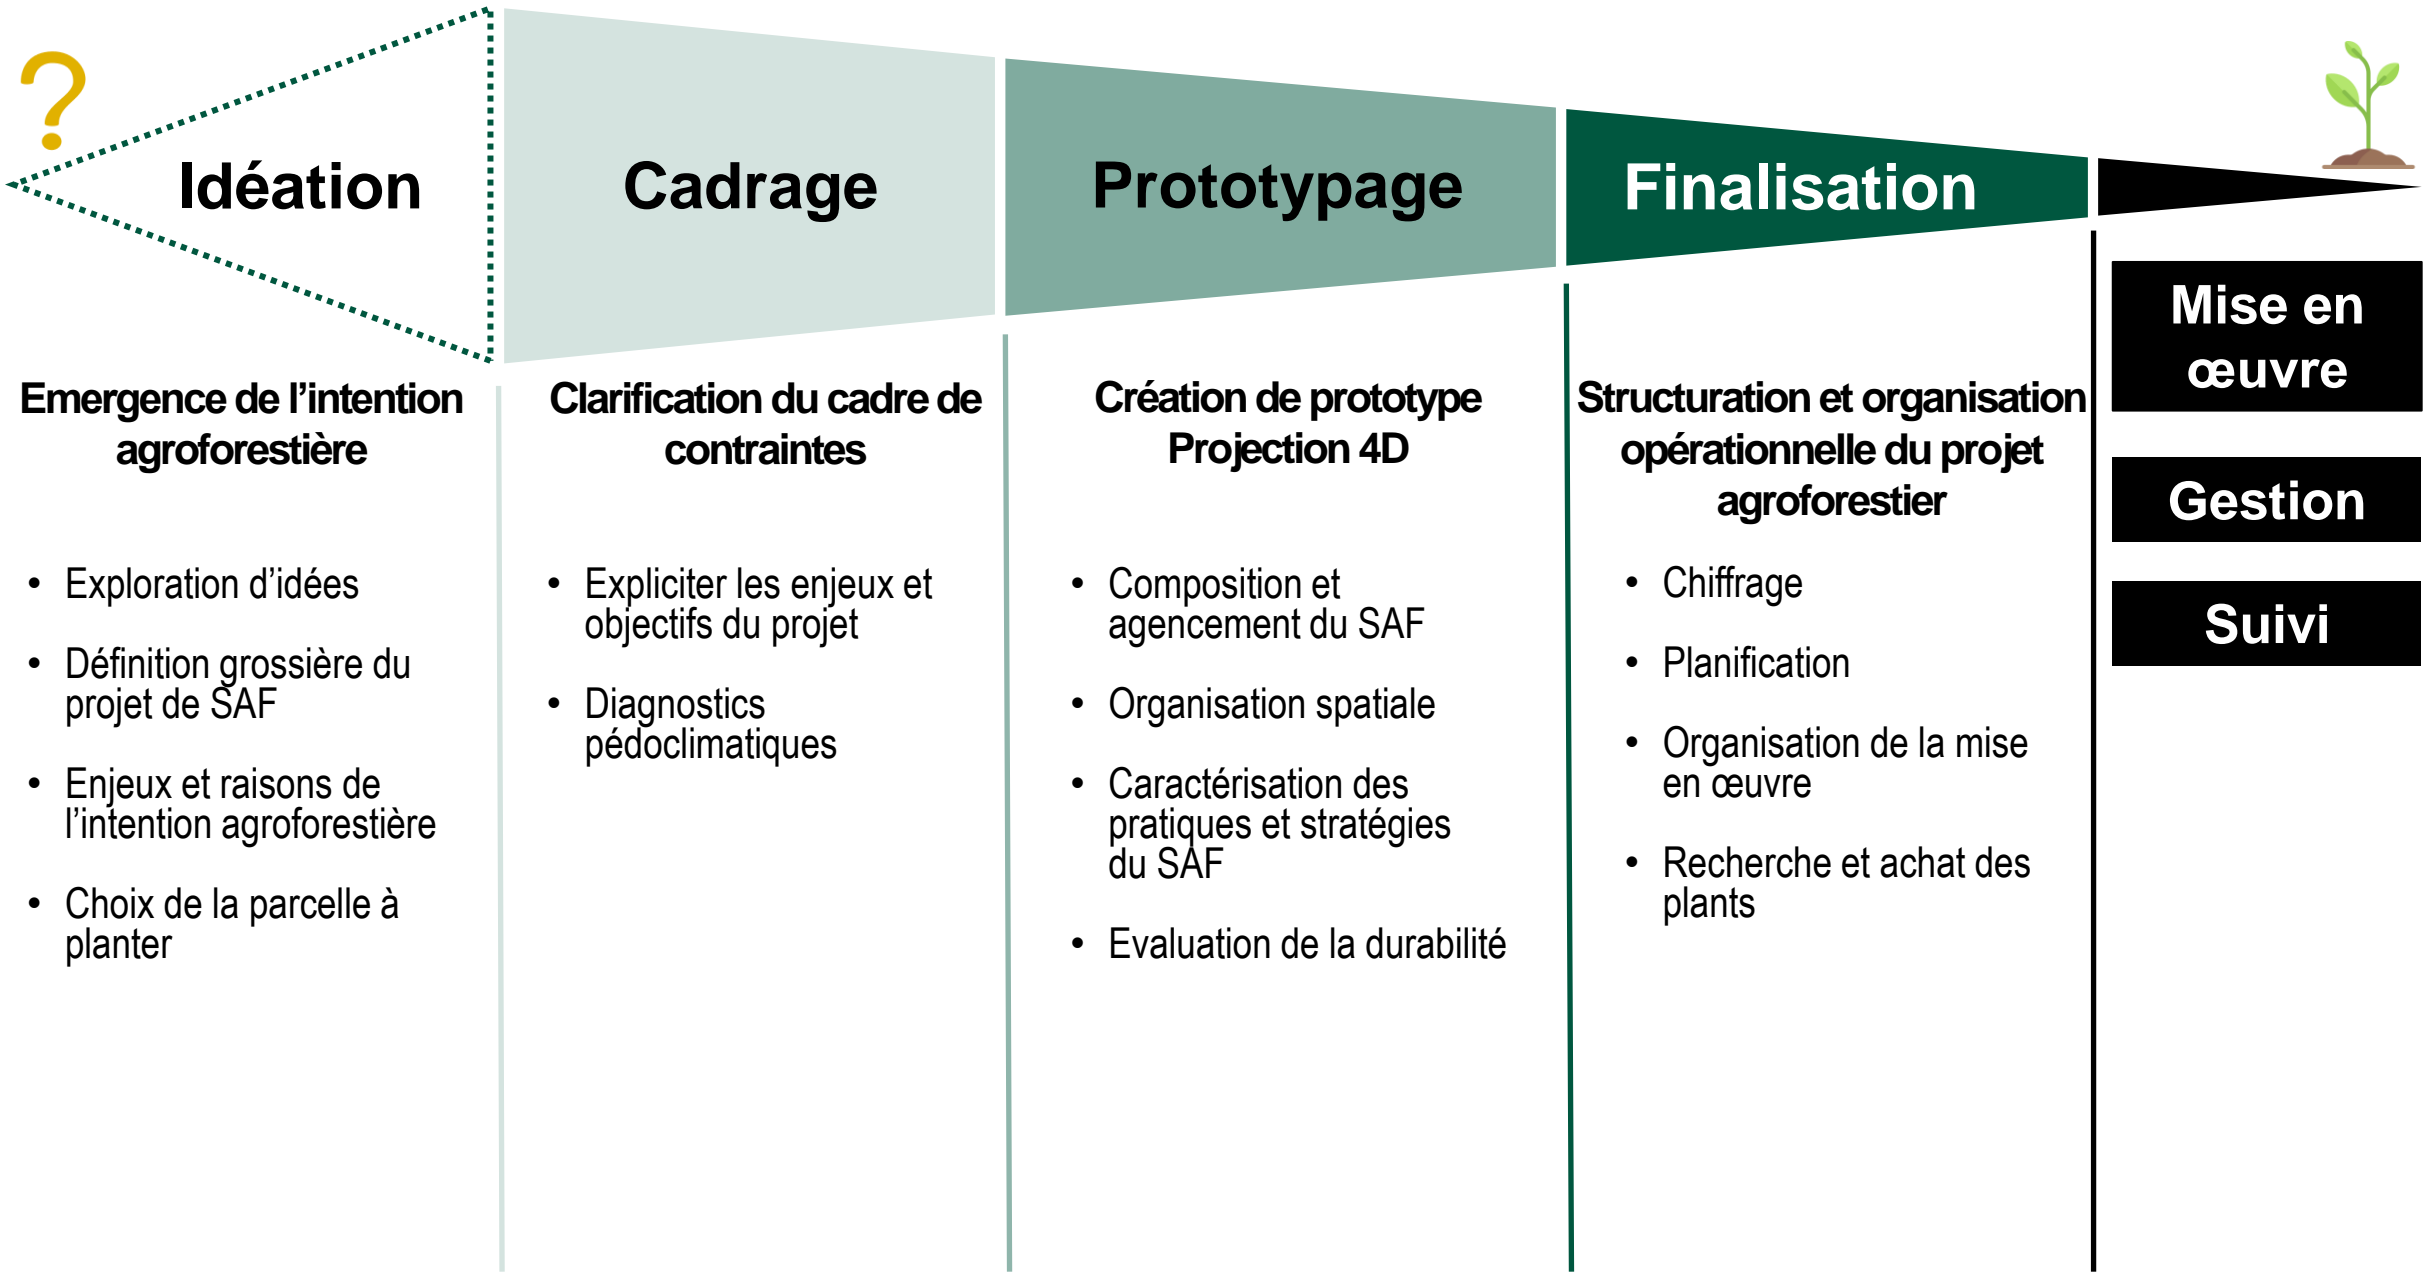 ?
Idéation
Cadrage
Prototypage
Finalisation
Emergence de l'intention
agroforestière
• Exploration d'idées
• Définition grossière du
projet de SAF
• Enjeux et raisons de
l'intention agroforestière
• Choix de la parcelle à
planter
Clarification du cadre de
contraintes
• Expliciter les enjeux et
objectifs du projet
• Diagnostics
pédoclimatiques
Création de prototype
Projection 4D
• Composition et
agencement du SAF
• Organisation spatiale
• Caractérisation des
pratiques et stratégies
du SAF
• Evaluation de la durabilité
Structuration et organisation
opérationnelle du projet
agroforestier
• Chiffrage
• Planification
• Organisation de la mise
en œuvre
• Recherche et achat des
plants
Mise en
œuvre
Gestion
Suivi